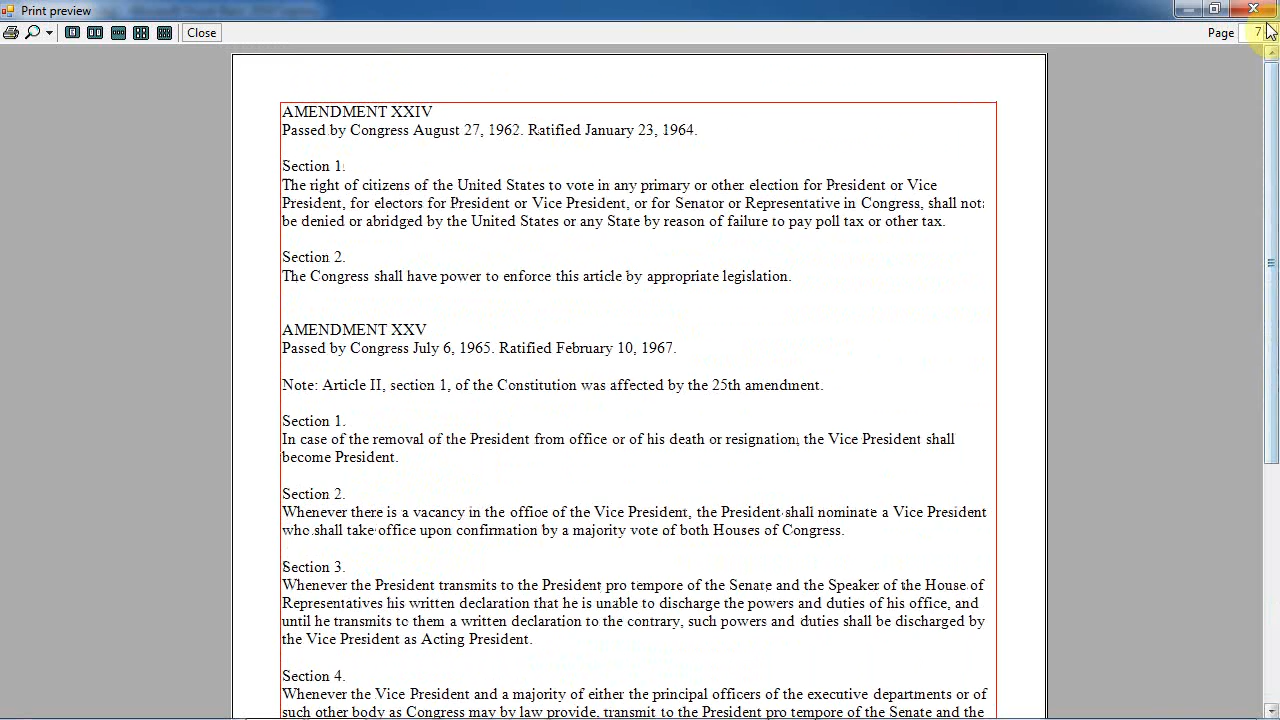 Print preview
Close
Page 7
AMENDMENT XXIV
Passed by Congress August 27, 1962. Ratified January 23, 1964.
Section 1.
The right of citizens of the United States to vote in any primary or other election for President or Vice
President, for electors for President or Vice President, or for Senator or Representative in Congress, shall not
be denied or abridged by the United States or any State by reason of failure to pay poll tax or other tax.
Section 2.
The Congress shall have power to enforce this article by appropriate legislation.
AMENDMENT XXV
Passed by Congress July 6, 1965. Ratified February 10, 1967.
Note: Article II, section 1, of the Constitution was affected by the 25th amendment.
Section 1.
In case of the removal of the President from office or of his death or resignation, the Vice President shall
become President.
Section 2.
Whenever there is a vacancy in the office of the Vice President, the President shall nominate a Vice President
who shall take office upon confirmation by a majority vote of both Houses of Congress.
Section 3.
Whenever the President transmits to the President pro tempore of the Senate and the Speaker of the House of
Representatives his written declaration that he is unable to discharge the powers and duties of his office, and
until he transmits to them a written declaration to the contrary, such powers and duties shall be discharged by
the Vice President as Acting President.
Section 4.
Whenever the Vice President and a majority of either the principal officers of the executive departments or of
such other body as Congress may by law provide, transmit to the President pro tempore of the Senate and the